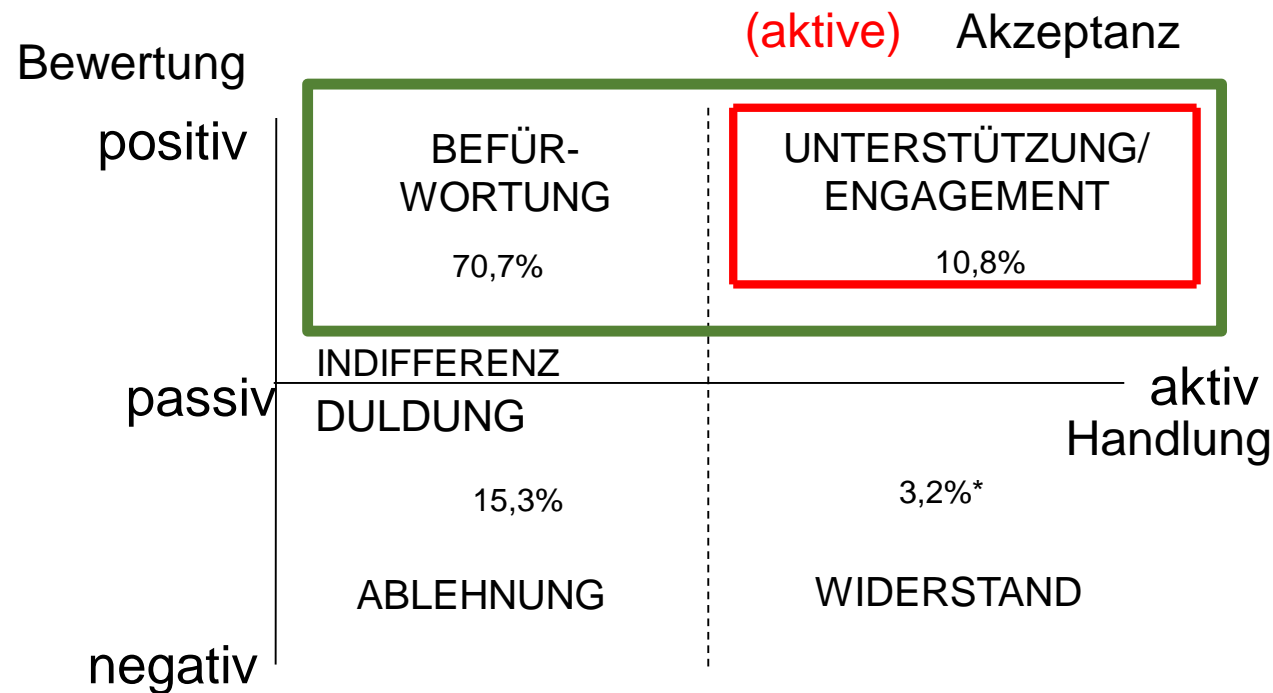 (aktive) Akzeptanz
Bewertung
positiv
BEFÜR-
WORTUNG
70,7%
UNTERSTÜTZUNG/
ENGAGEMENT
10,8%
INDIFFERENZ
passiv
aktiv
DULDUNG
Handlung
15,3%
3,2%*
ABLEHNUNG
WIDERSTAND
negativ